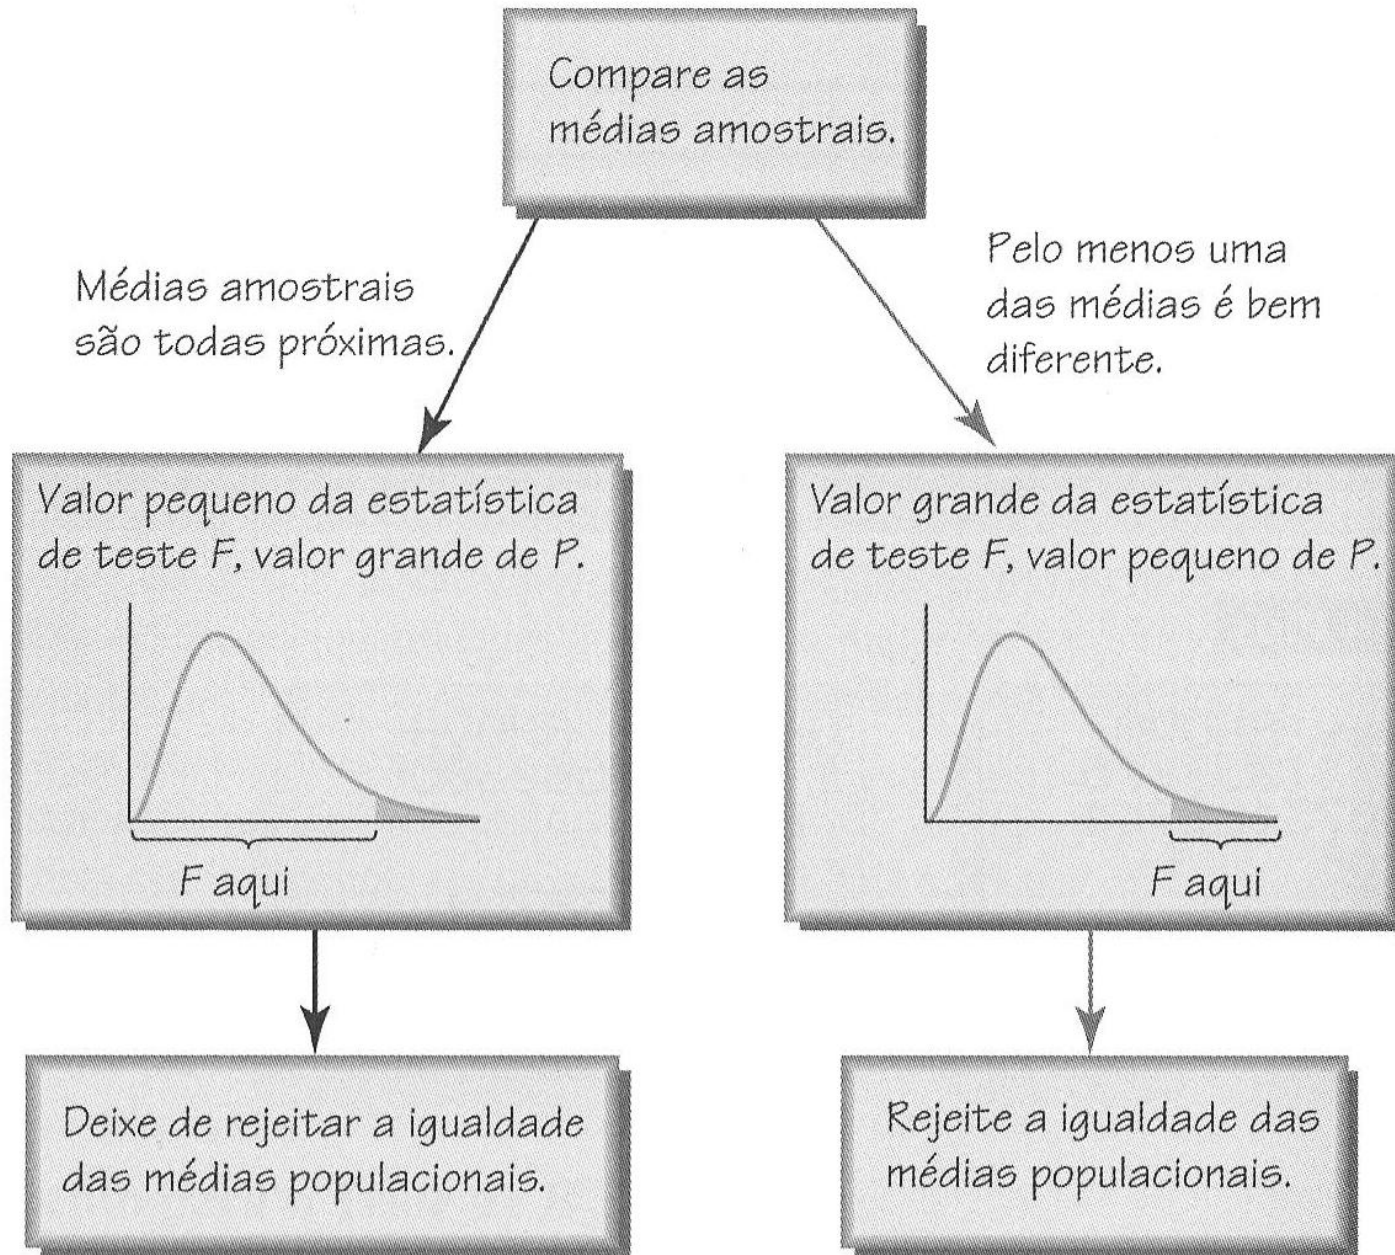 Compare as
médias amostrais.
Médias amostrais
são todas próximas.
Pelo menos uma
das médias é bem
diferente.
Valor pequeno da estatística
de teste F, valor grande de P.
F aqui
Valor grande da estatística
de teste F, valor pequeno de P.
F aqui
Deixe de rejeitar a igualdade
das médias populacionais.
Rejeite a igualdade das
médias populacionais.